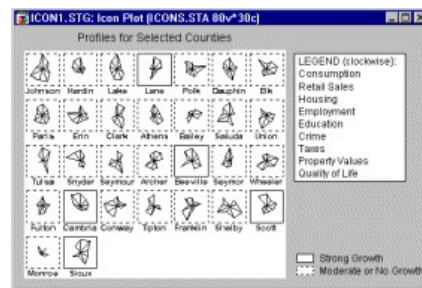 ICON1.STG: Icon Plot (ICONS.STA 80v*30c)
Profiles for Selected Counties
Johnson Hardin Lake Lane Polk Dauphin Elk
Paria Erin Clark Athens Bailey Saluda Union
Tulsa Snyder Seymour Archer Beeville Seymor Wheeler
Fulton Cambria Conway Tipton Franklin Shelby Scott
Monroe Sioux
LEGEND (clockwise):
Consumption
Retail Sales
Housing
Employment
Education
Crime
Taxes
Property Values
Quality of Life
Strong Growth
Moderate or No Growth